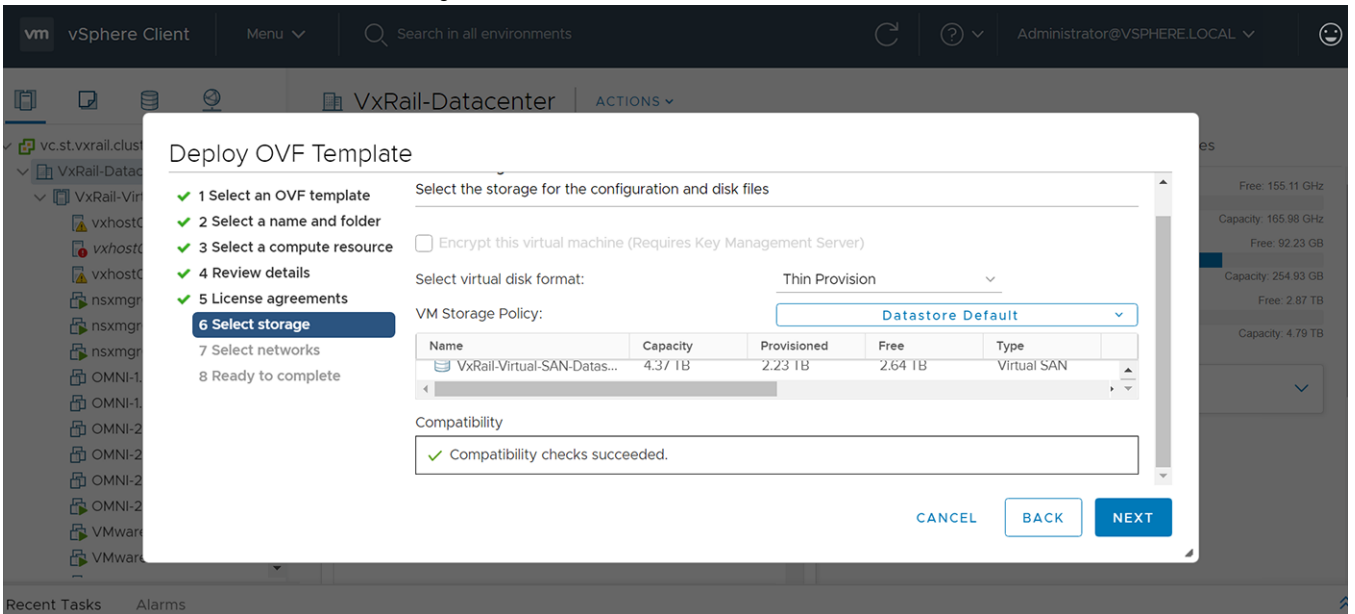 vm vSphere Client Menu Search in all environments Administrator@VSPHERE.LOCAL
VxRail-Datacenter ACTIONS
vc.st.vxrail.clust
VxRail-Datac
VxRail-Vir
vxhost
vxhost
vxhost
nsxmgr
nsxmgr
nsxmgr
OMNI-1.
OMNI-1.
OMNI-2
OMNI-2
OMNI-2
OMNI-2
VMware
VMware
Deploy OVF Template
1 Select an OVF template
2 Select a name and folder
3 Select a compute resource
4 Review details
5 License agreements
6 Select storage
7 Select networks
8 Ready to complete
Select the storage for the configuration and disk files
Encrypt this virtual machine (Requires Key Management Server)
Select virtual disk format: Thin Provision
VM Storage Policy: Datastore Default
Name Capacity Provisioned Free Type
VxRail-Virtual-SAN-Datas... 4.37 TB 2.23 TB 2.64 TB Virtual SAN
Compatibility
Compatibility checks succeeded.
CANCEL BACK NEXT
es
Free: 155.11 GHz
Capacity: 165.98 GHz
Free: 92.23 GB
Capacity: 254.93 GB
Free: 2.87 TB
Capacity: 4.79 TB
Recent Tasks Alarms